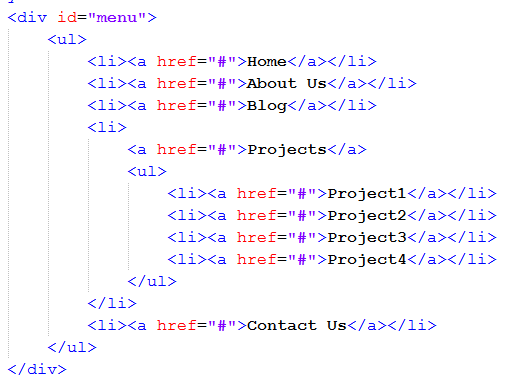 <div id="menu">
<ul>
<li><a href="#">Home</a></li>
<li><a href="#">About Us</a></li>
<li><a href="#">Blog</a></li>
<li>
<a href="#">Projects</a>
<ul>
<li><a href="#">Project1</a></li>
<li><a href="#">Project2</a></li>
<li><a href="#">Project3</a></li>
<li><a href="#">Project4</a></li>
</ul>
</li>
<li><a href="#">Contact Us</a></li>
</ul>
</div>